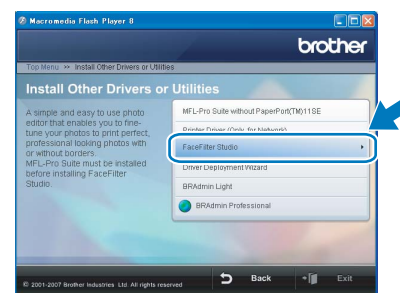 Macromedia Flash Player 8
brother
Top Menu >> Install Other Drivers or Utilities
Install Other Drivers or Utilities
A simple and easy to use photo
editor that enables you to fine-
tune your photos to print perfect,
professional looking photos with
or without borders.
MFL-Pro Suite must be installed
before installing FaceFilter
Studio.
MFL-Pro Suite without PaperPort(TM)11SE
Printer Driver (Only, for Network)
FaceFilter Studio
Driver Deployment Wizard
BRAdmin Light
BRAdmin Professional
© 2001-2007 Brother Industries Ltd. All rights reserved
Back
Exit